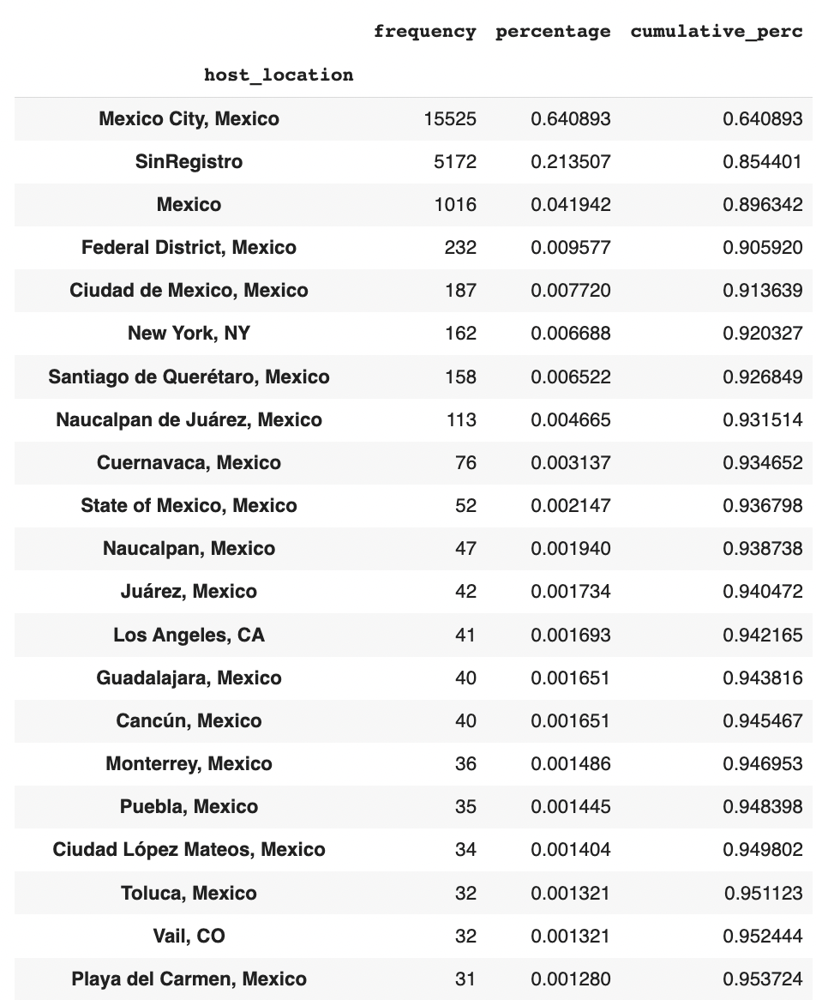 frequency percentage cumulative_perc
host_location
Mexico City, Mexico 15525 0.640893 0.640893
SinRegistro 5172 0.213507 0.854401
Mexico 1016 0.041942 0.896342
Federal District, Mexico 232 0.009577 0.905920
Ciudad de Mexico, Mexico 187 0.007720 0.913639
New York, NY 162 0.006688 0.920327
Santiago de Querétaro, Mexico 158 0.006522 0.926849
Naucalpan de Juárez, Mexico 113 0.004665 0.931514
Cuernavaca, Mexico 76 0.003137 0.934652
State of Mexico, Mexico 52 0.002147 0.936798
Naucalpan, Mexico 47 0.001940 0.938738
Juárez, Mexico 42 0.001734 0.940472
Los Angeles, CA 41 0.001693 0.942165
Guadalajara, Mexico 40 0.001651 0.943816
Cancún, Mexico 40 0.001651 0.945467
Monterrey, Mexico 36 0.001486 0.946953
Puebla, Mexico 35 0.001445 0.948398
Ciudad López Mateos, Mexico 34 0.001404 0.949802
Toluca, Mexico 32 0.001321 0.951123
Vail, CO 32 0.001321 0.952444
Playa del Carmen, Mexico 31 0.001280 0.953724